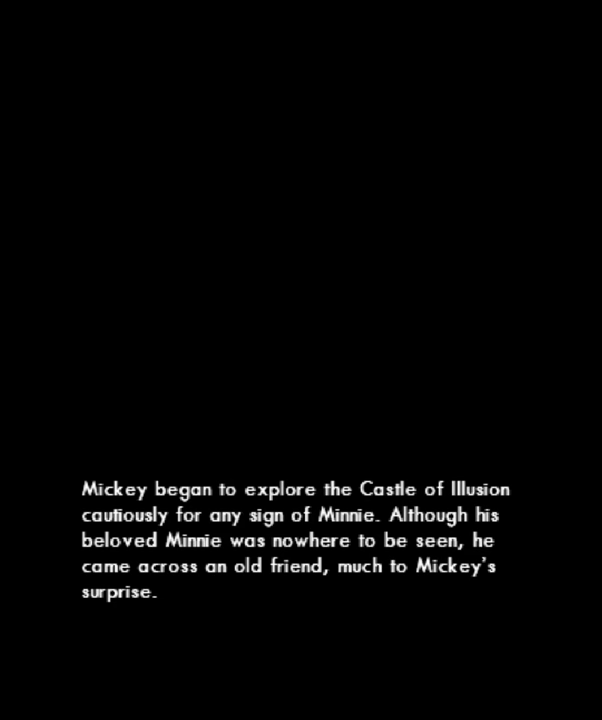 Mickey began to explore the Castle of Illusion
cautiously for any sign of Minnie. Although his
beloved Minnie was nowhere to be seen, he
came across an old friend, much to Mickey's
surprise.